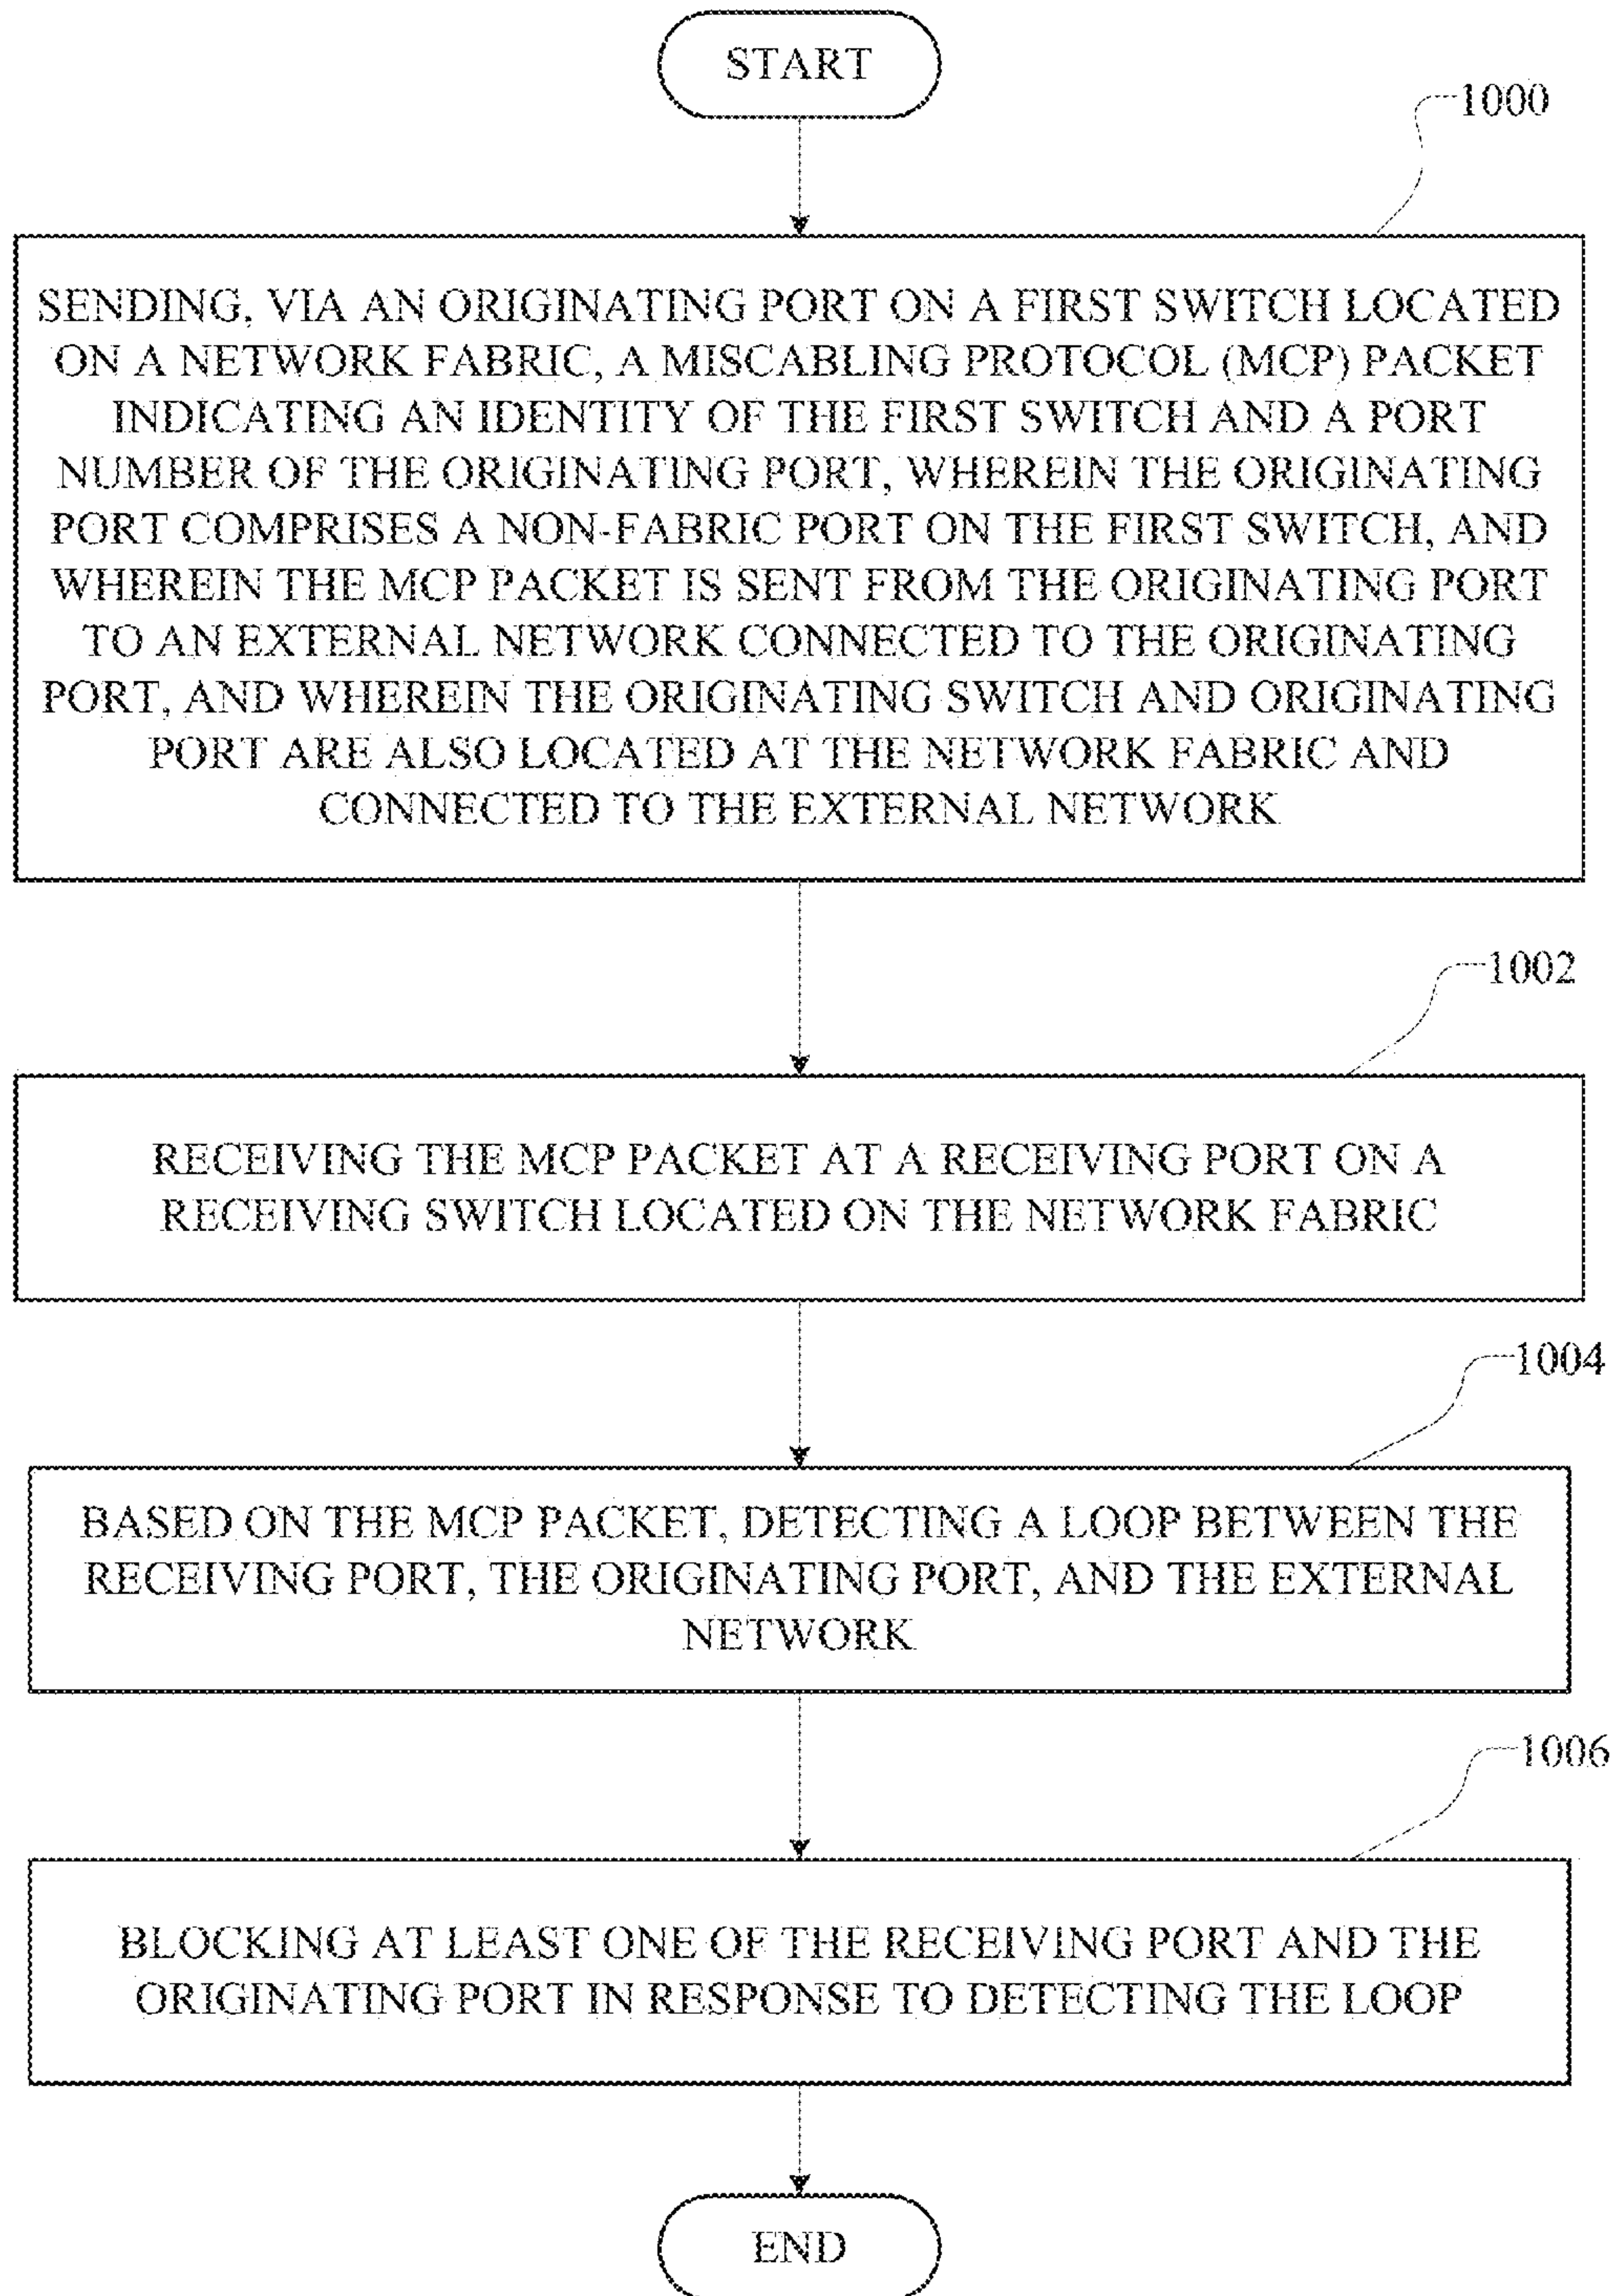 START
1000
SENDING, VIA AN ORIGINATING PORT ON A FIRST SWITCH LOCATED
ON A NETWORK FABRIC, A MISCABLING PROTOCOL (MCP) PACKET
INDICATING AN IDENTITY OF THE FIRST SWITCH AND A PORT
NUMBER OF THE ORIGINATING PORT, WHEREIN THE ORIGINATING
PORT COMPRISES A NON-FABRIC PORT ON THE FIRST SWITCH, AND
WHEREIN THE MCP PACKET IS SENT FROM THE ORIGINATING PORT
TO AN EXTERNAL NETWORK CONNECTED TO THE ORIGINATING
PORT, AND WHEREIN THE ORIGINATING SWITCH AND ORIGINATING
PORT ARE ALSO LOCATED AT THE NETWORK FABRIC AND
CONNECTED TO THE EXTERNAL NETWORK
1002
RECEIVING THE MCP PACKET AT A RECEIVING PORT ON A
RECEIVING SWITCH LOCATED ON THE NETWORK FABRIC
1004
BASED ON THE MCP PACKET, DETECTING A LOOP BETWEEN THE
RECEIVING PORT, THE ORIGINATING PORT, AND THE EXTERNAL
NETWORK
1006
BLOCKING AT LEAST ONE OF THE RECEIVING PORT AND THE
ORIGINATING PORT IN RESPONSE TO DETECTING THE LOOP
END